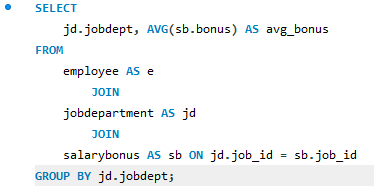 SELECT
jd.jobdept, AVG(sb.bonus) AS avg_bonus
FROM
employee AS e
JOIN
jobdepartment AS jd
JOIN
salarybonus AS sb ON jd.job_id = sb.job_id
GROUP BY jd.jobdept;